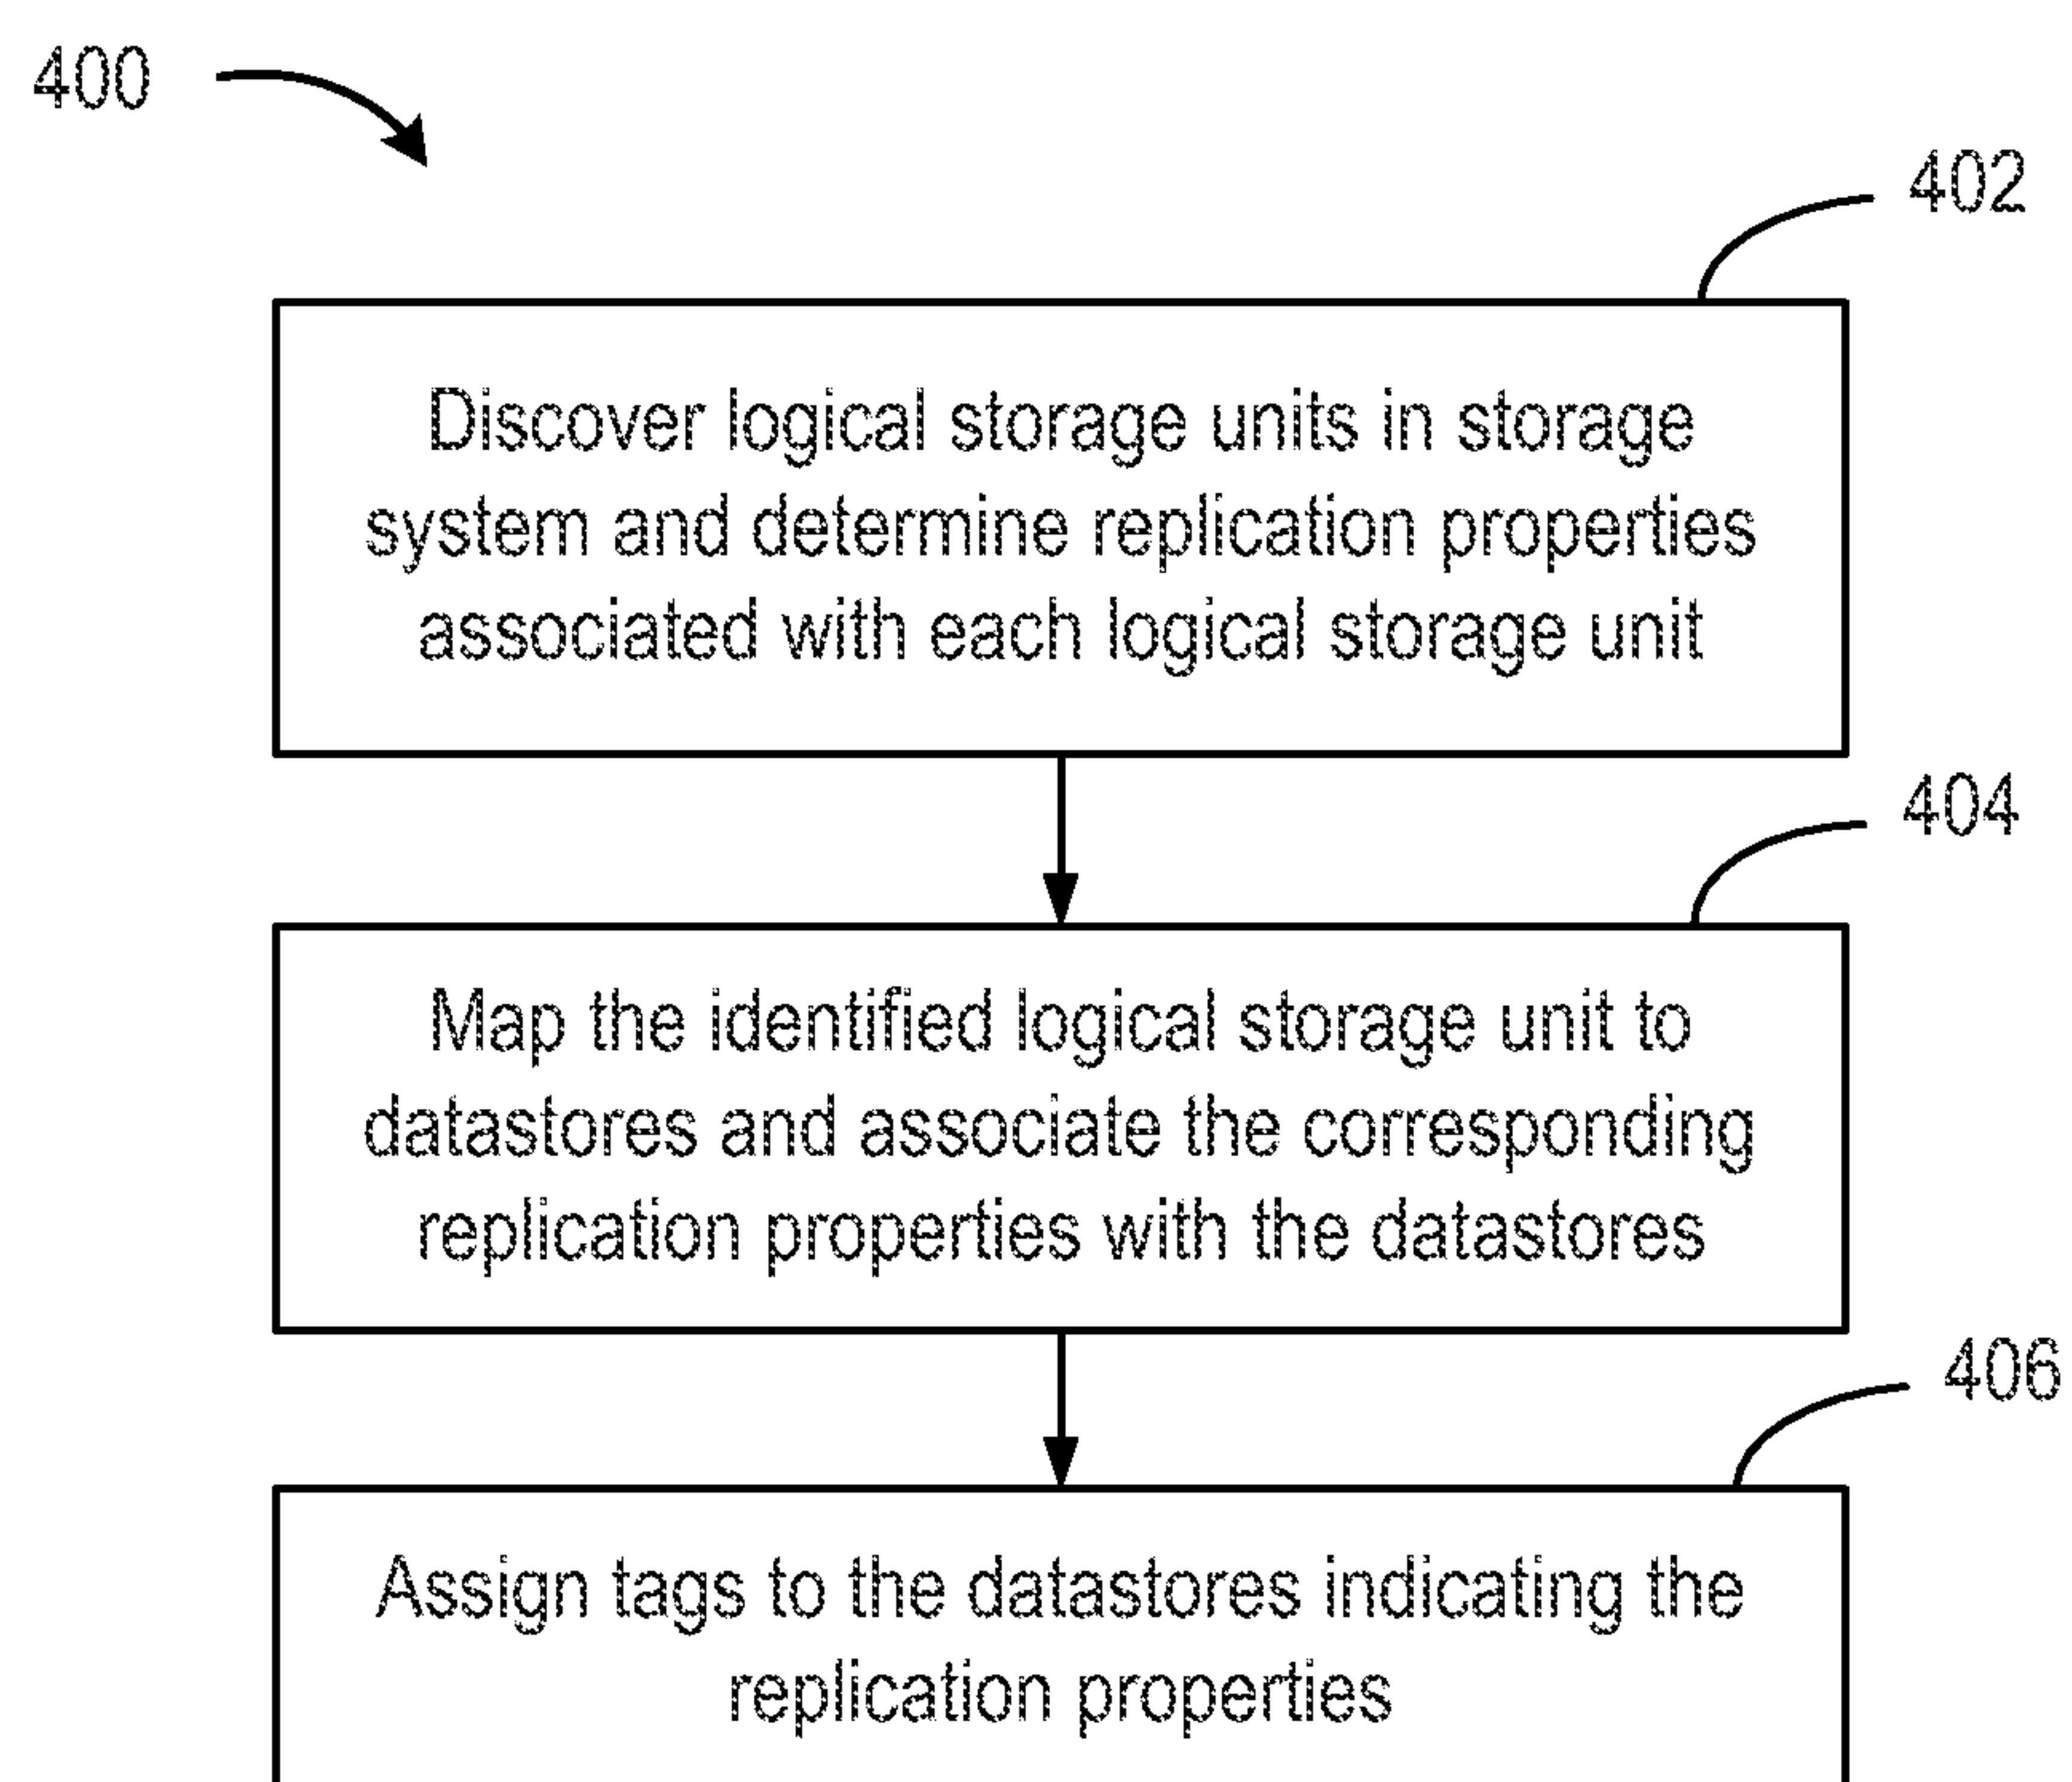 400
402
Discover logical storage units in storage
system and determine replication properties
associated with each logical storage unit
404
Map the identified logical storage unit to
datastores and associate the corresponding
replication properties with the datastores
406
Assign tags to the datastores indicating the
replication properties